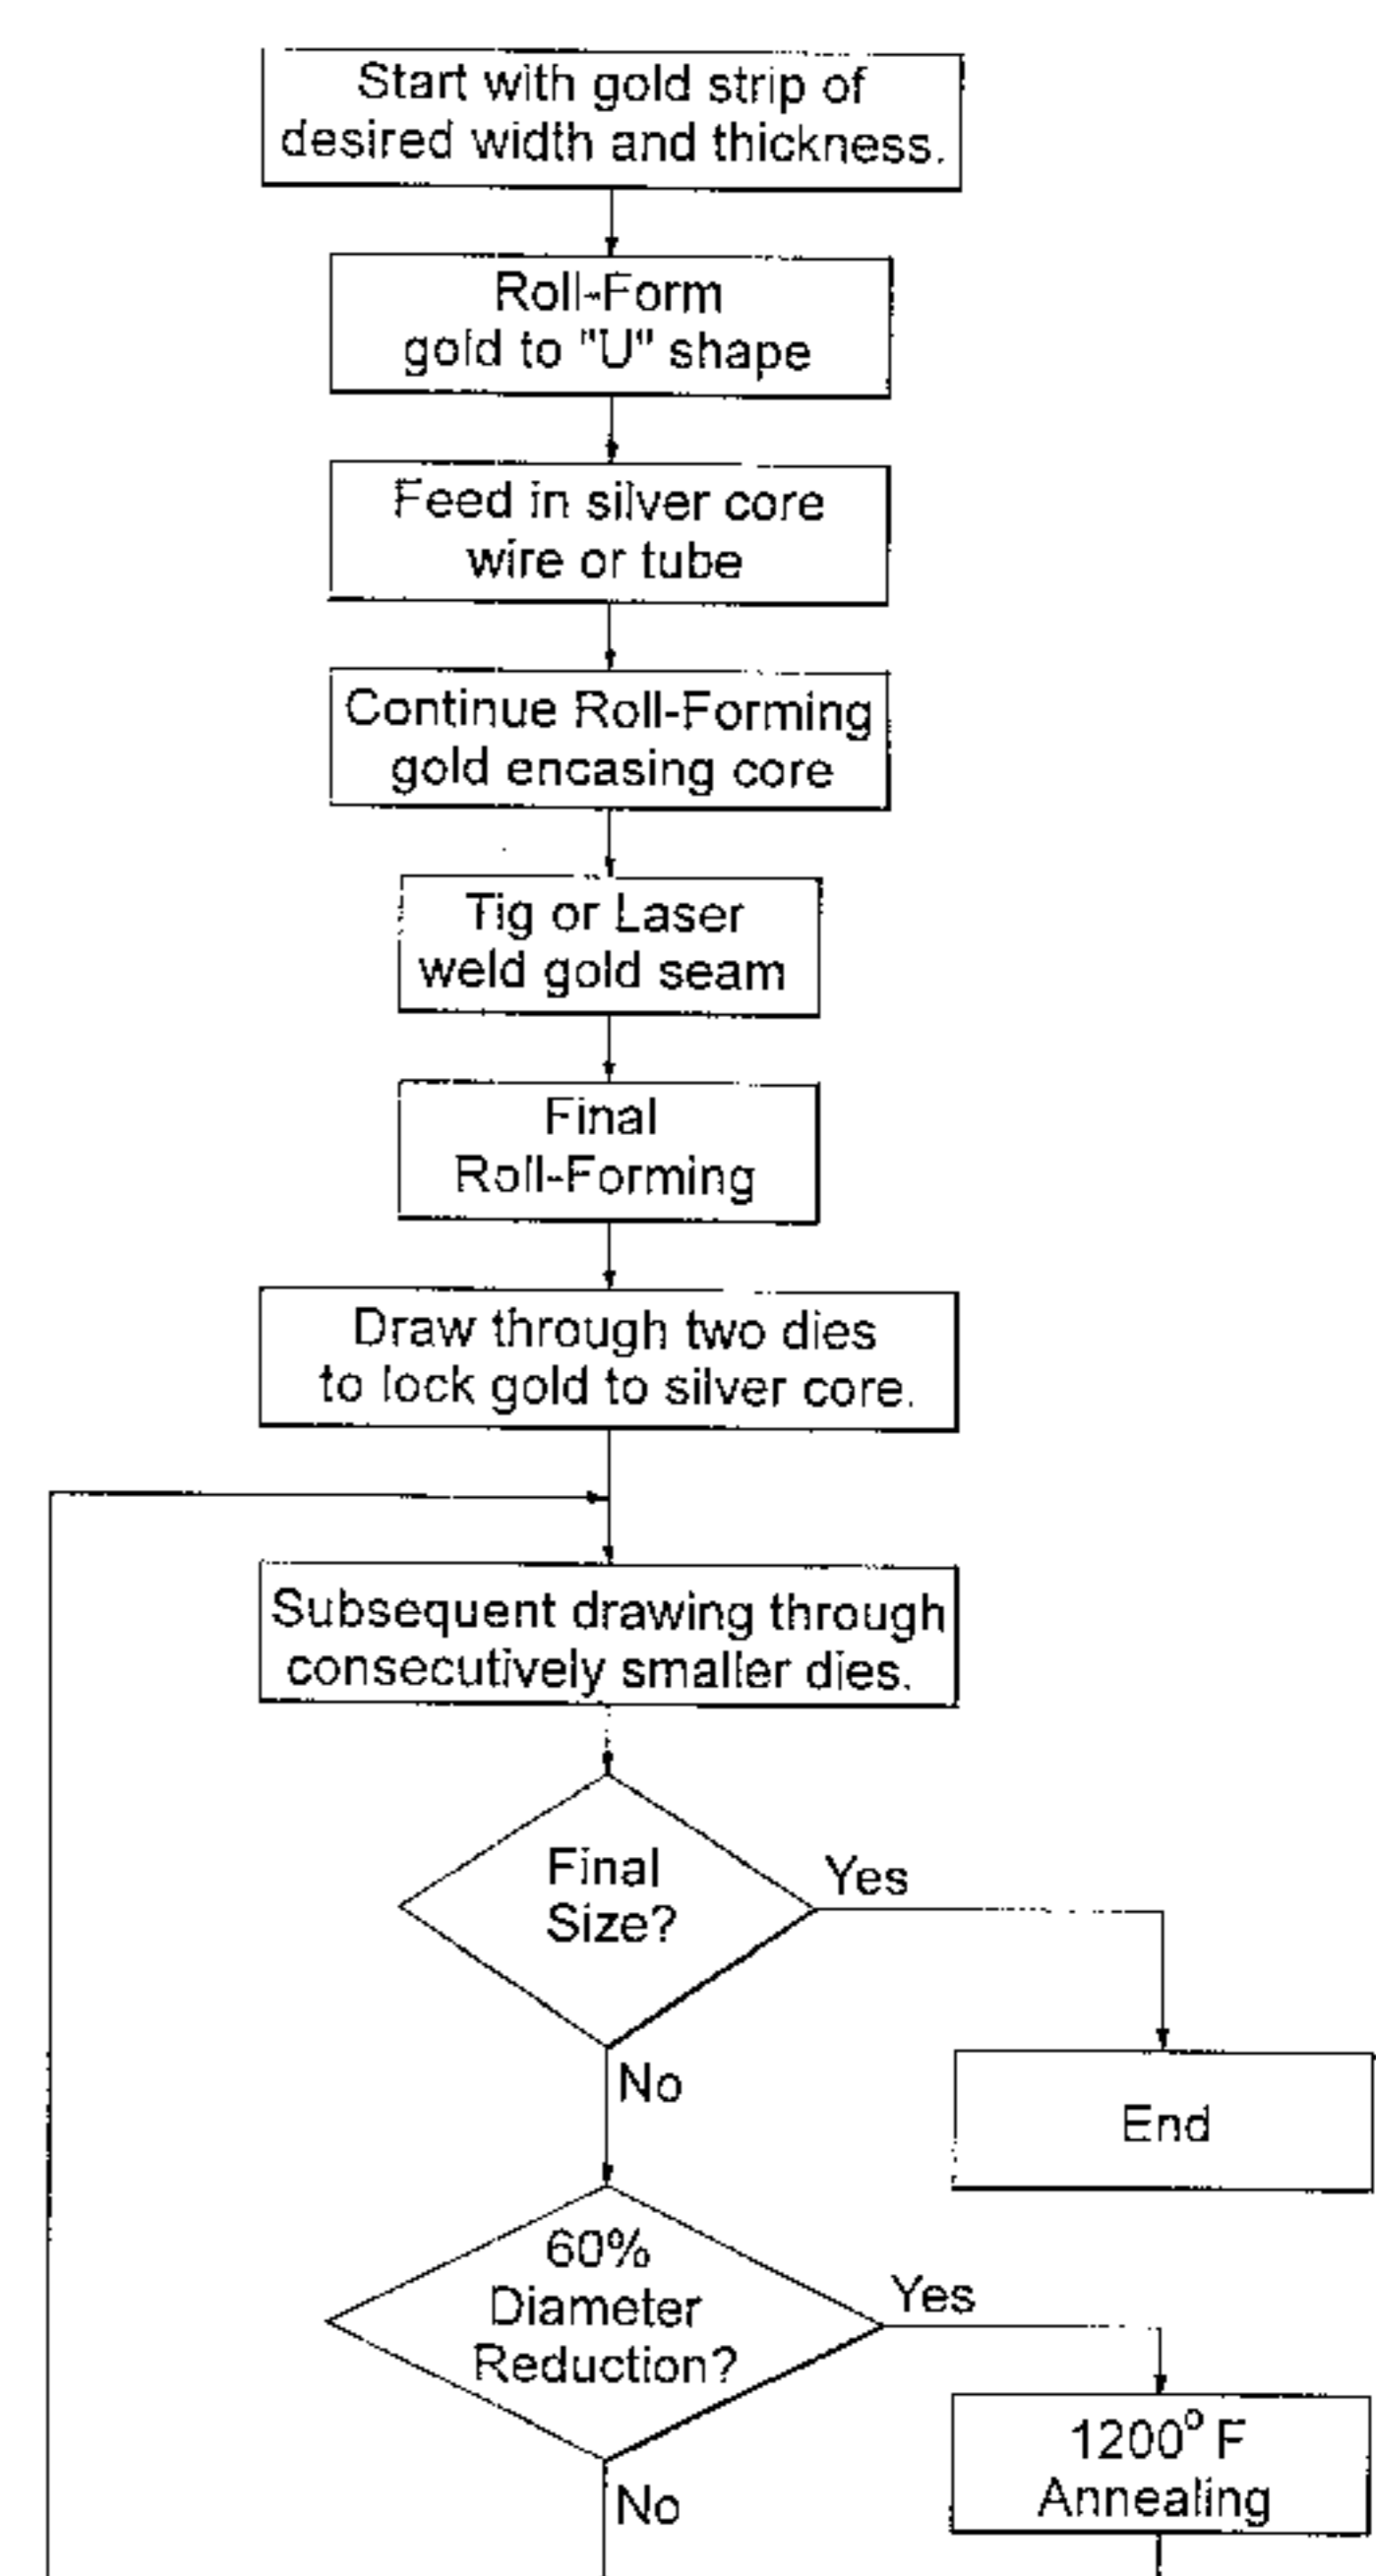 Start with gold strip of
desired width and thickness.
Roll-Form
gold to "U" shape
Feed in silver core
wire or tube
Continue Roll-Forming
gold encasing core
Tig or Laser
weld gold seam
Final
Roll-Forming
Draw through two dies
to lock gold to silver core.
Subsequent drawing through
consecutively smaller dies.
Final
Size?
Yes
No
End
60%
Diameter
Reduction?
Yes
1200° F
Annealing
No